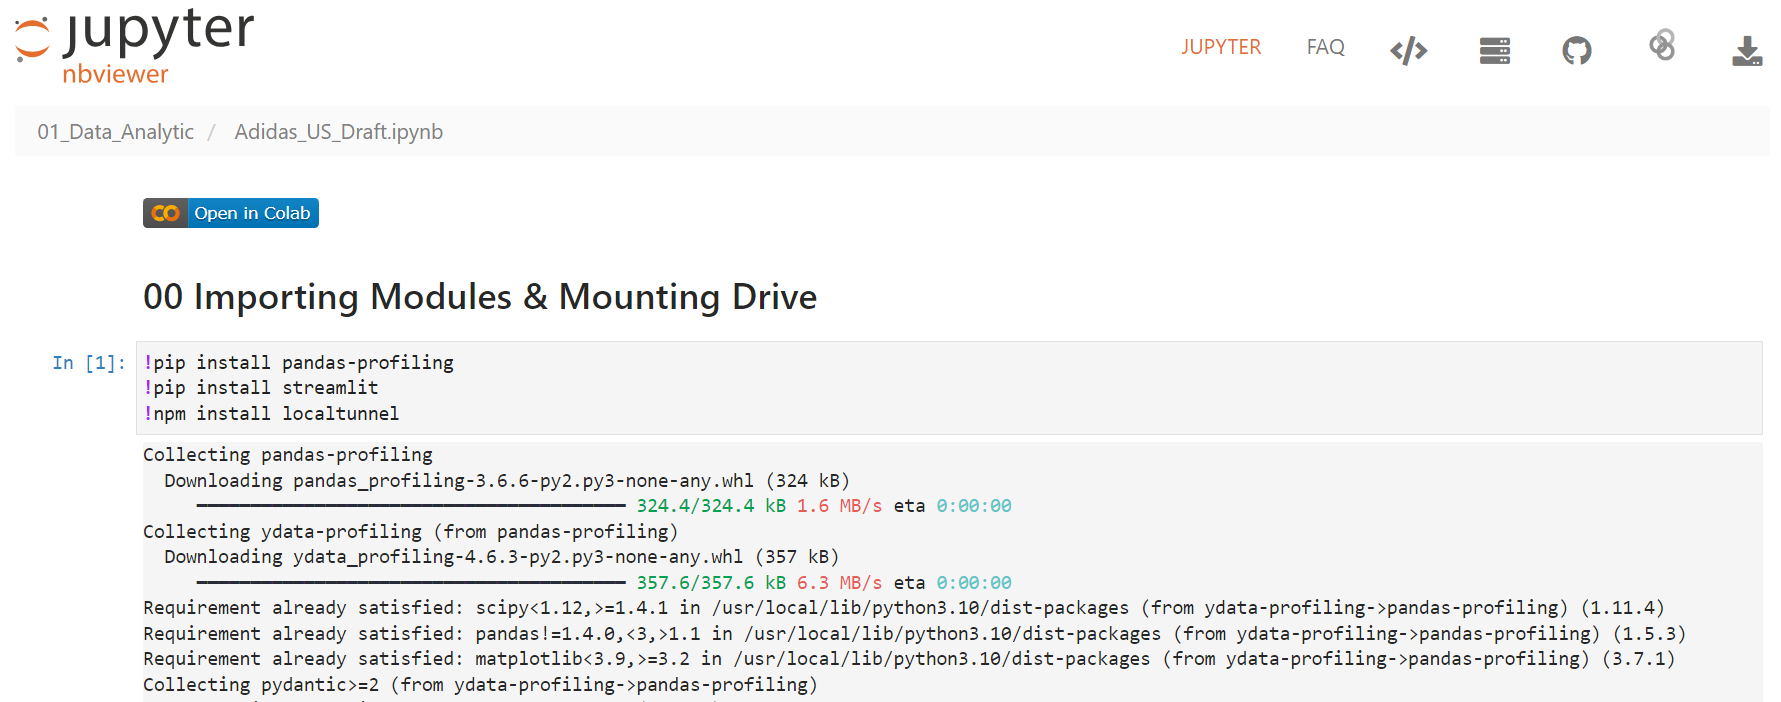 jupyter
nbviewer
JUPYTER FAQ
01_Data_Analytic / Adidas_US_Draft.ipynb
CO Open in Colab
00 Importing Modules & Mounting Drive
In [1]:
!pip install pandas-profiling
!pip install streamlit
!npm install localtunnel
Collecting pandas-profiling
Downloading pandas_profiling-3.6.6-py2.py3-none-any.whl (324 kB)
324.4/324.4 kB 1.6 MB/s eta 0:00:00
Collecting ydata-profiling (from pandas-profiling)
Downloading ydata_profiling-4.6.3-py2.py3-none-any.whl (357 kB)
357.6/357.6 kB 6.3 MB/s eta 0:00:00
Requirement already satisfied: scipy<1.12,>=1.4.1 in /usr/local/lib/python3.10/dist-packages (from ydata-profiling->pandas-profiling) (1.11.4)
Requirement already satisfied: pandas!=1.4.0,<3,>1.1 in /usr/local/lib/python3.10/dist-packages (from ydata-profiling->pandas-profiling) (1.5.3)
Requirement already satisfied: matplotlib<3.9,>=3.2 in /usr/local/lib/python3.10/dist-packages (from ydata-profiling->pandas-profiling) (3.7.1)
Collecting pydantic>=2 (from ydata-profiling->pandas-profiling)